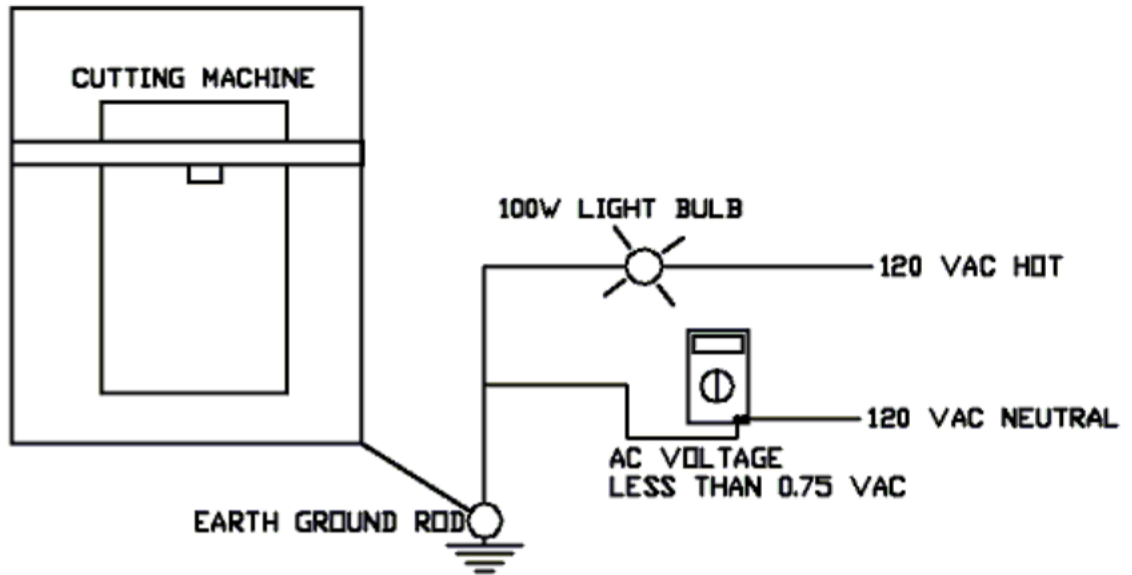 CUTTING MACHINE
100W LIGHT BULB
120 VAC HOT
120 VAC NEUTRAL
AC VOLTAGE
LESS THAN 0.75 VAC
EARTH GROUND ROD